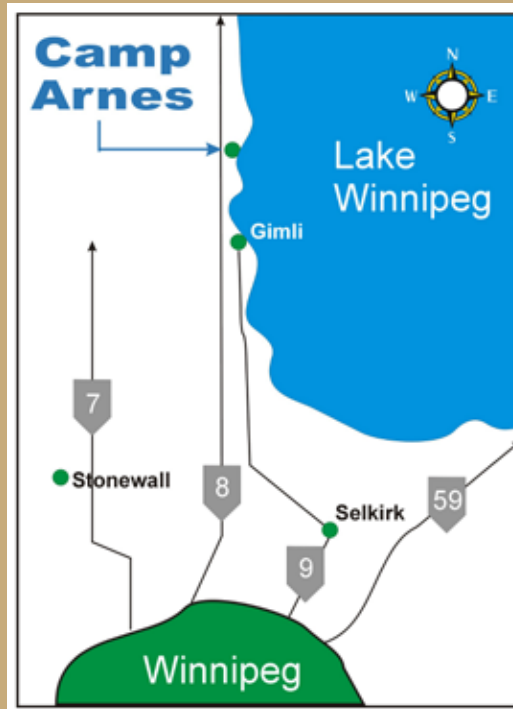 Camp
Arnes
N
W
E
S
Lake
Winnipeg
Gimli
7
Stonewall
8
59
Selkirk
9
Winnipeg